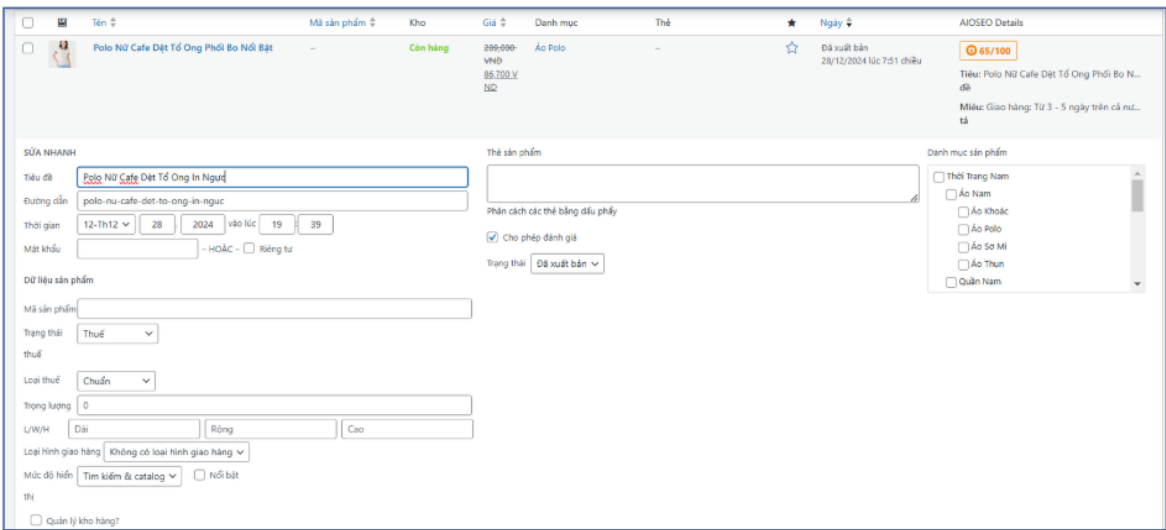 Tên Mã sản phẩm Kho Giá Danh mục Thẻ Ngày AIOSEO Details
Polo Nữ Cafe Dệt Tổ Ong Phối Bo Nổi Bật – Còn hàng 289,000 Áo Polo – Đã xuất bản 65/100
VNĐ 28/12/2024 lúc 7:51 chiều
86,700 V
NĐ
Tiêu: Polo Nữ Cafe Dệt Tổ Ong Phối Bo N...
đề
Miêu: Giao hàng: Từ 3 - 5 ngày trên cả nư...
tả
SỬA NHANH Thẻ sản phẩm Danh mục sản phẩm
Tiêu đề Polo Nữ Cafe Dệt Tổ Ong In Ngực Thời Trang Nam
Đường dẫn polo-nu-cafe-det-to-ong-in-nguc Áo Nam
Phân cách các thẻ bằng dấu phẩy Áo Khoác
Thời gian 12-Th12 28 , 2024 vào lúc 19 : 39 Áo Polo
Cho phép đánh giá
Mật khẩu – HOẶC – Riêng tư Áo Sơ Mi
Trạng thái Đã xuất bản Áo Thun
Dữ liệu sản phẩm Quần Nam
Mã sản phẩm
Trạng thái Thuế
thuế
Loại thuế Chuẩn
Trọng lượng 0
L/W/H Dài Rộng Cao
Loại hình giao hàng Không có loại hình giao hàng
Mức độ hiển Tìm kiếm & catalog Nổi bật
thị
Quản lý kho hàng?